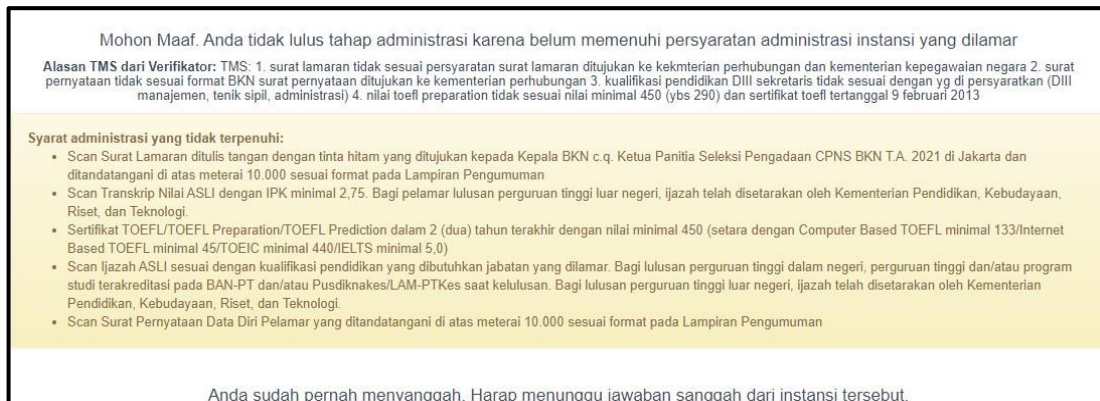 Mohon Maaf. Anda tidak lulus tahap administrasi karena belum memenuhi persyaratan administrasi instansi yang dilamar
Alasan TMS dari Verifikator: TMS: 1. surat lamaran tidak sesuai persyaratan surat lamaran ditujukan ke kekmterian perhubungan dan kementerian kepegawaian negara 2. surat
pernyataan tidak sesuai format BKN surat pernyataan ditujukan ke kementerian perhubungan 3. kualifikasi pendidikan DIII sekretaris tidak sesuai dengan yg di persyaratkan (DIII
manajemen, tenik sipil, administrasi) 4. nilai toefl preparation tidak sesuai nilai minimal 450 (ybs 290) dan sertifikat toefl tertanggal 9 februari 2013
Syarat administrasi yang tidak terpenuhi:
• Scan Surat Lamaran ditulis tangan dengan tinta hitam yang ditujukan kepada Kepala BKN c.q. Ketua Panitia Seleksi Pengadaan CPNS BKN T.A. 2021 di Jakarta dan
ditandatangani di atas meterai 10.000 sesuai format pada Lampiran Pengumuman
• Scan Transkrip Nilai ASLI dengan IPK minimal 2,75. Bagi pelamar lulusan perguruan tinggi luar negeri, ijazah telah disetarakan oleh Kementerian Pendidikan, Kebudayaan,
Riset, dan Teknologi.
• Sertifikat TOEFL/TOEFL Preparation/TOEFL Prediction dalam 2 (dua) tahun terakhir dengan nilai minimal 450 (setara dengan Computer Based TOEFL minimal 133/Internet
Based TOEFL minimal 45/TOEIC minimal 440/IELTS minimal 5,0)
• Scan Ijazah ASLI sesuai dengan kualifikasi pendidikan yang dibutuhkan jabatan yang dilamar. Bagi lulusan perguruan tinggi dalam negeri, perguruan tinggi dan/atau program
studi terakreditasi pada BAN-PT dan/atau Pusdiknakes/LAM-PTKes saat kelulusan. Bagi lulusan perguruan tinggi luar negeri, ijazah telah disetarakan oleh Kementerian
Pendidikan, Kebudayaan, Riset, dan Teknologi.
• Scan Surat Pernyataan Data Diri Pelamar yang ditandatangani di atas meterai 10.000 sesuai format pada Lampiran Pengumuman
Anda sudah pernah menyanggah. Harap menunggu jawaban sanggah dari instansi tersebut.